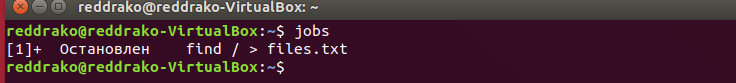 reddrako@reddrako-VirtualBox: ~
reddrako@reddrako-VirtualBox:~$ jobs
[1]+  Остановлен    find / > files.txt
reddrako@reddrako-VirtualBox:~$